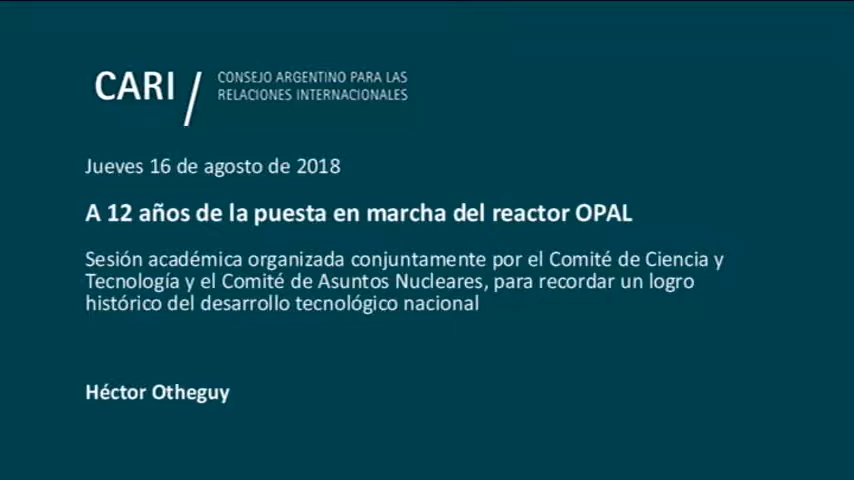 CARI / CONSEJO ARGENTINO PARA LAS
RELACIONES INTERNACIONALES
Jueves 16 de agosto de 2018
A 12 años de la puesta en marcha del reactor OPAL
Sesión académica organizada conjuntamente por el Comité de Ciencia y
Tecnología y el Comité de Asuntos Nucleares, para recordar un logro
histórico del desarrollo tecnológico nacional
Héctor Otheguy